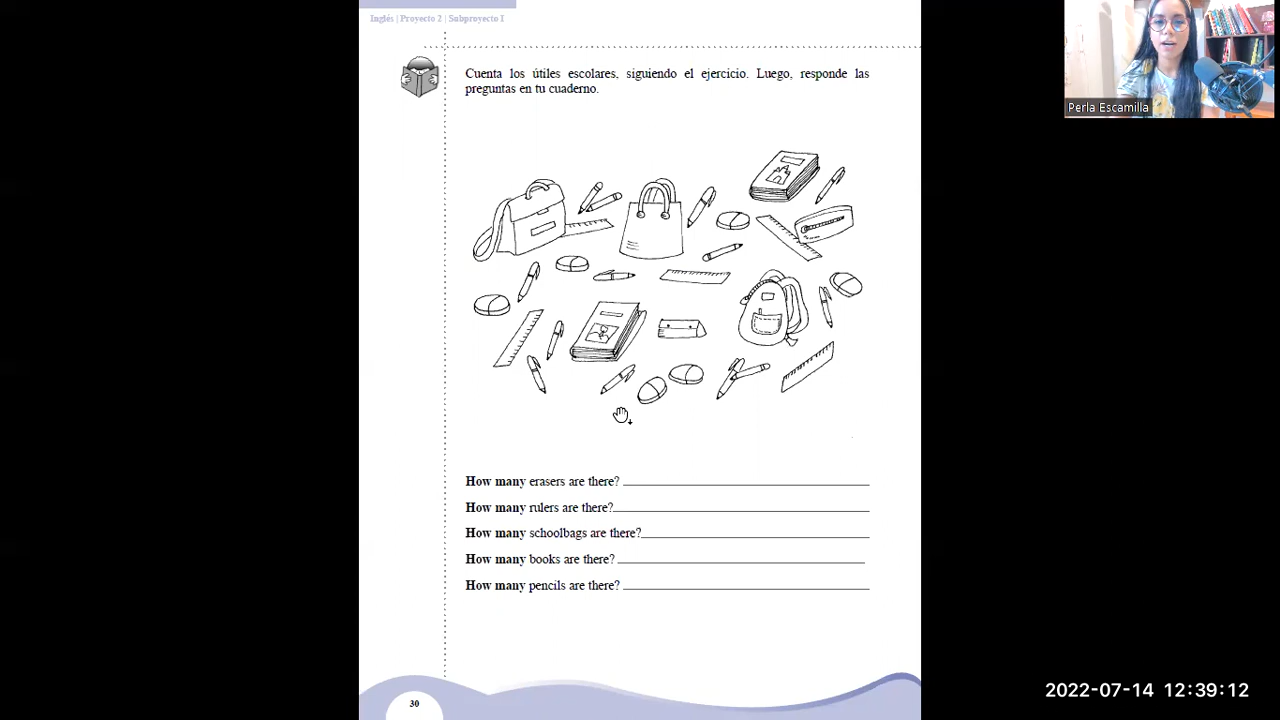 Inglés | Proyecto 2 | Subproyecto I
Perla Escamilla
Cuenta los útiles escolares, siguiendo el ejercicio. Luego, responde las
preguntas en tu cuaderno.
How many erasers are there?
How many rulers are there?
How many schoolbags are there?
How many books are there?
How many pencils are there?
30
2022-07-14 12:39:12